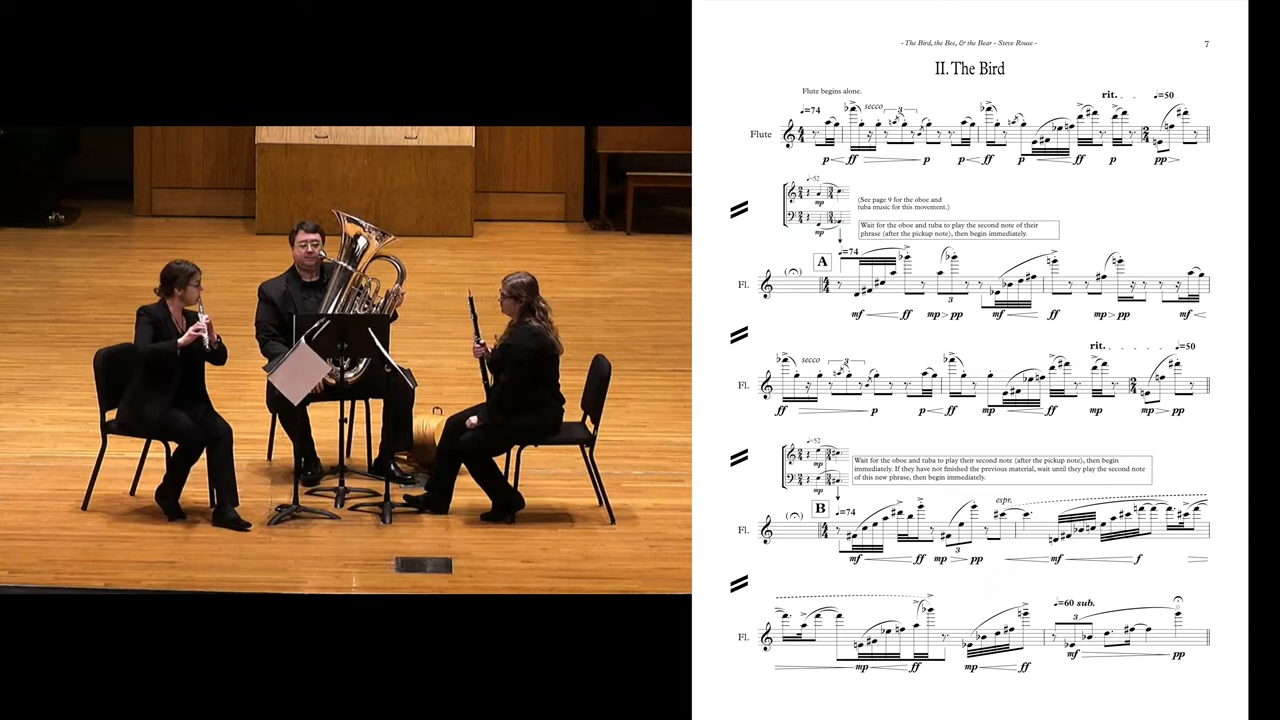 - The Bird, the Bee, & the Bear - Steve Rouse -
7
II. The Bird
Flute begins alone.
♩=74
secco
3
rit.
♩=50
Flute
p
ff
p
p
ff
p
ff
p
pp
♩=52
mp
mp
(See page 9 for the oboe and
tuba music for this movement.)
Wait for the oboe and tuba to play the second note of their
phrase (after the pickup note), then begin immediately.
A
♩=74
Fl.
3
mf
ff
mp
pp
mf
ff
mp
pp
mf
secco
3
rit.
♩=50
Fl.
ff
p
p
ff
mp
ff
mp
mp
pp
♩=52
mp
mp
Wait for the oboe and tuba to play their second note (after the pickup note), then begin
immediately. If they have not finished the previous material, wait until they play the second note
of this new phrase, then begin immediately.
B
♩=74
espr.
Fl.
3
mf
ff
mp
pp
mf
f
♩=60 sub.
3
Fl.
mp
ff
mp
ff
mf
pp